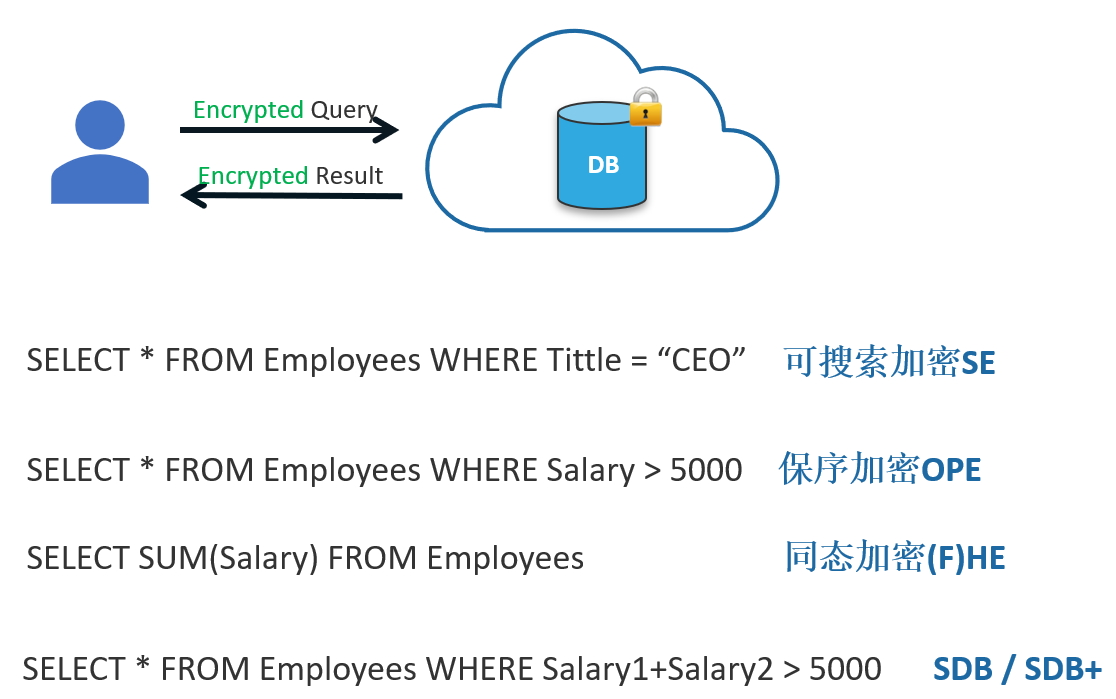 Encrypted Query
Encrypted Result
DB
SELECT * FROM Employees WHERE Tittle = “CEO” 可搜索加密SE
SELECT * FROM Employees WHERE Salary > 5000 保序加密OPE
SELECT SUM(Salary) FROM Employees 同态加密(F)HE
SELECT * FROM Employees WHERE Salary1+Salary2 > 5000 SDB / SDB+